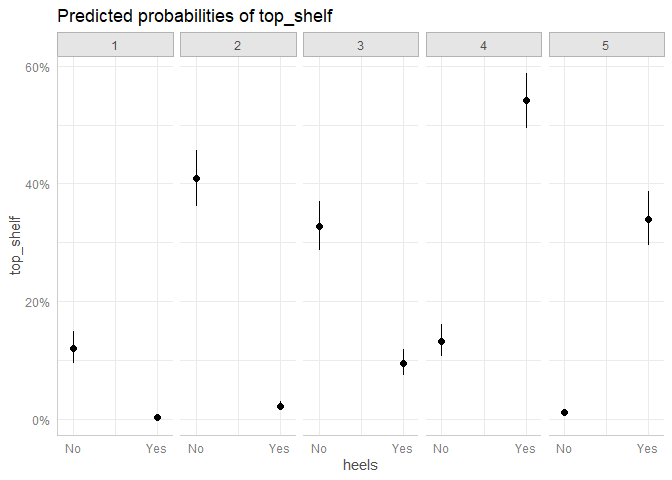 Predicted probabilities of top_shelf
1 2 3 4 5
60%
40%
20%
0%
top_shelf
No Yes No Yes No Yes No Yes No Yes
heels